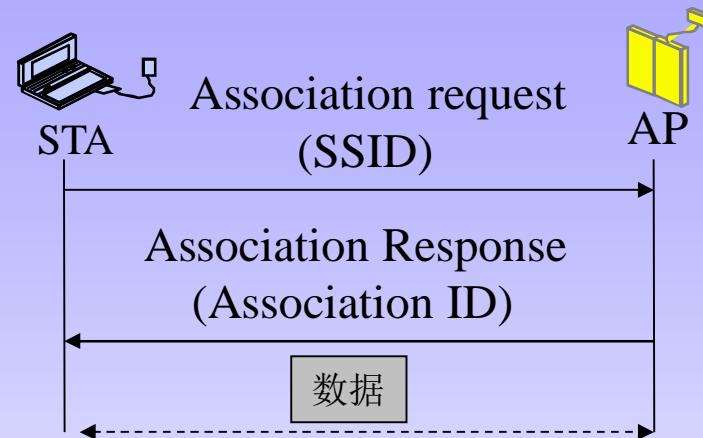 STA
AP
Association request
(SSID)
Association Response
(Association ID)
数据